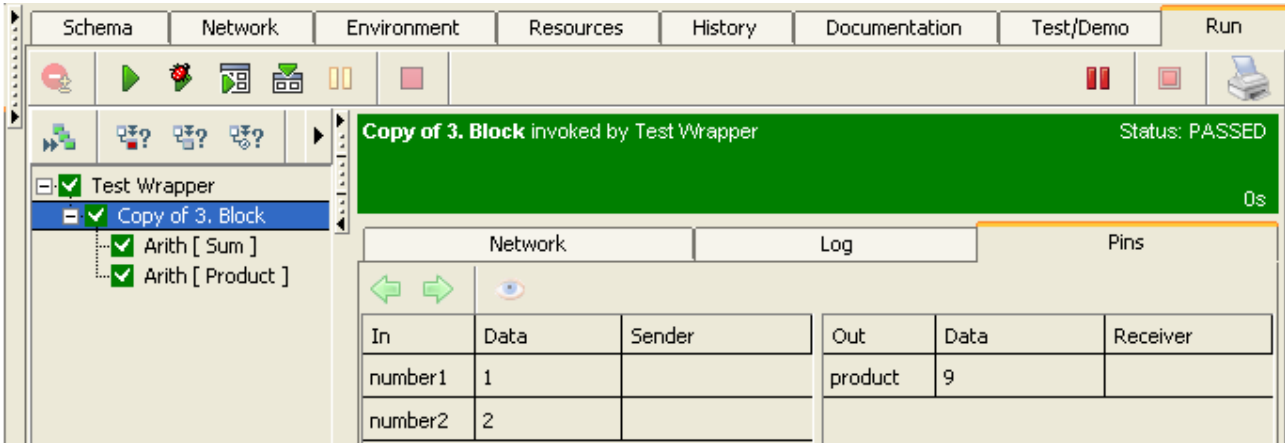 Schema Network Environment Resources History Documentation Test/Demo Run
? ? ?
Copy of 3. Block invoked by Test Wrapper Status: PASSED
Test Wrapper
0s
Copy of 3. Block
Arith [ Sum ]
Network Log Pins
Arith [ Product ]
In Data Sender Out Data Receiver
number1 1 product 9
number2 2